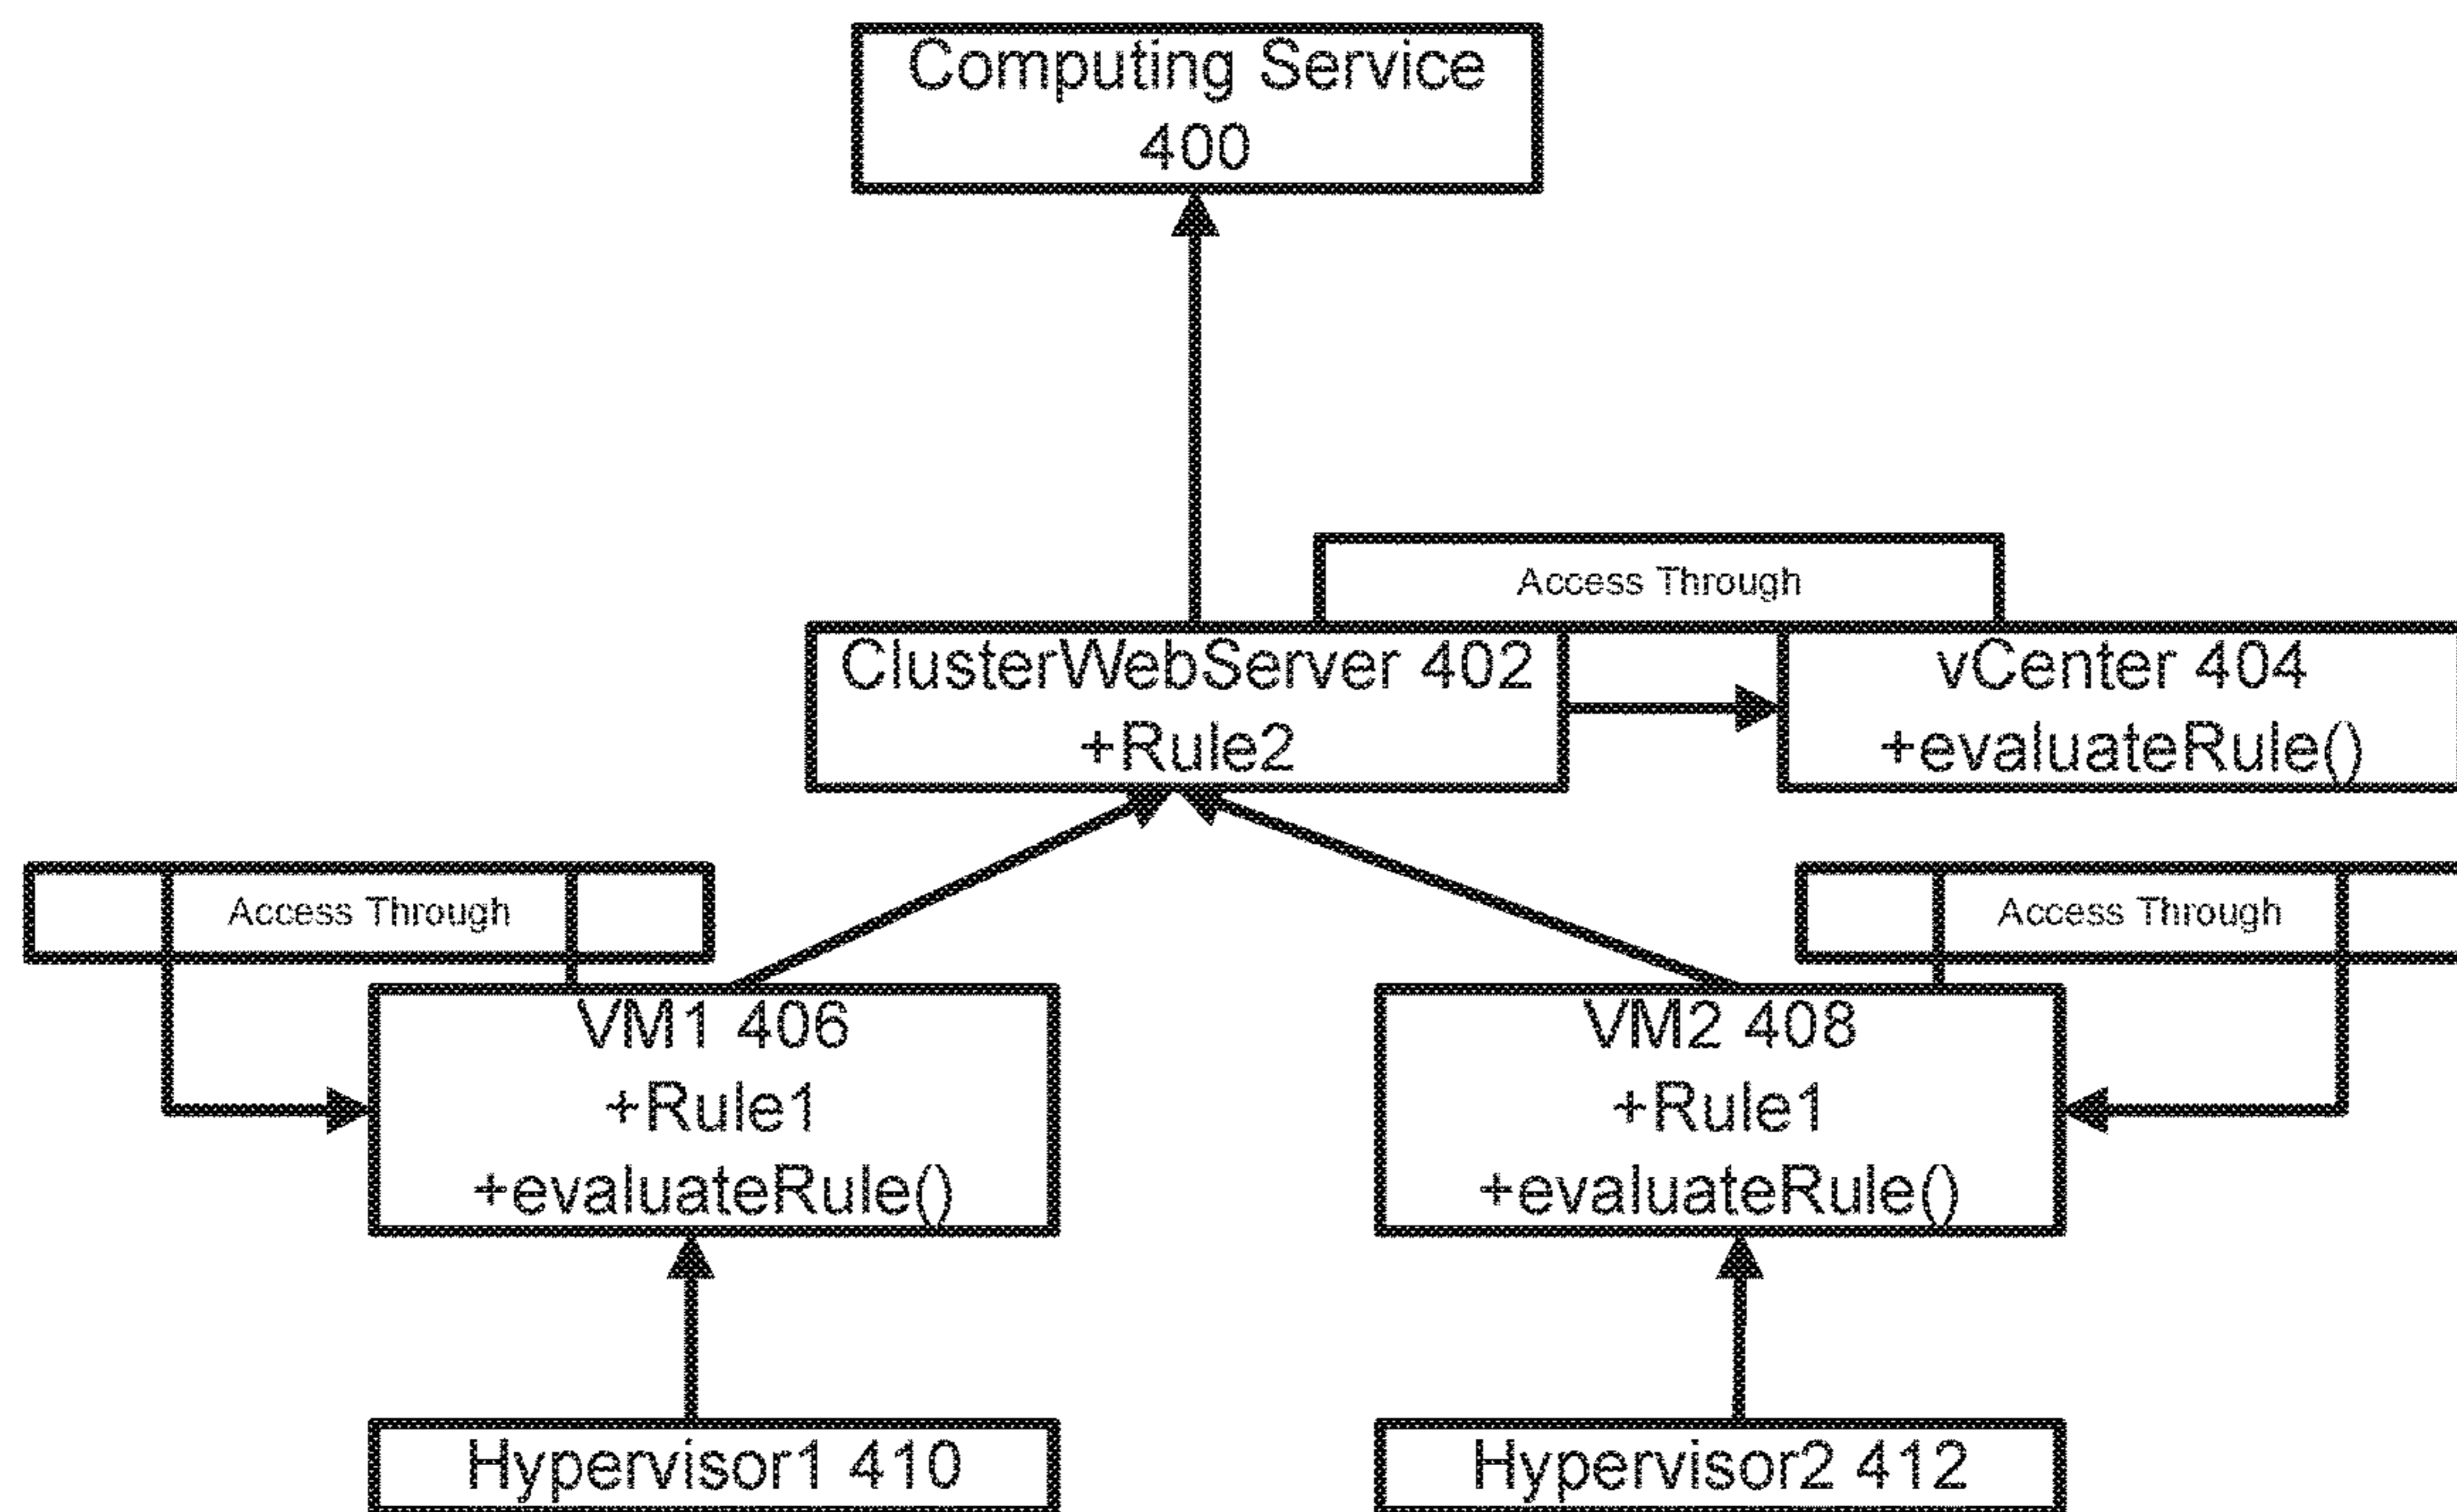 Computing Service
400
Access Through
ClusterWebServer 402
+Rule2
vCenter 404
+evaluateRule()
Access Through
Access Through
VM1 406
+Rule1
+evaluateRule()
VM2 408
+Rule1
+evaluateRule()
Hypervisor1 410
Hypervisor2 412